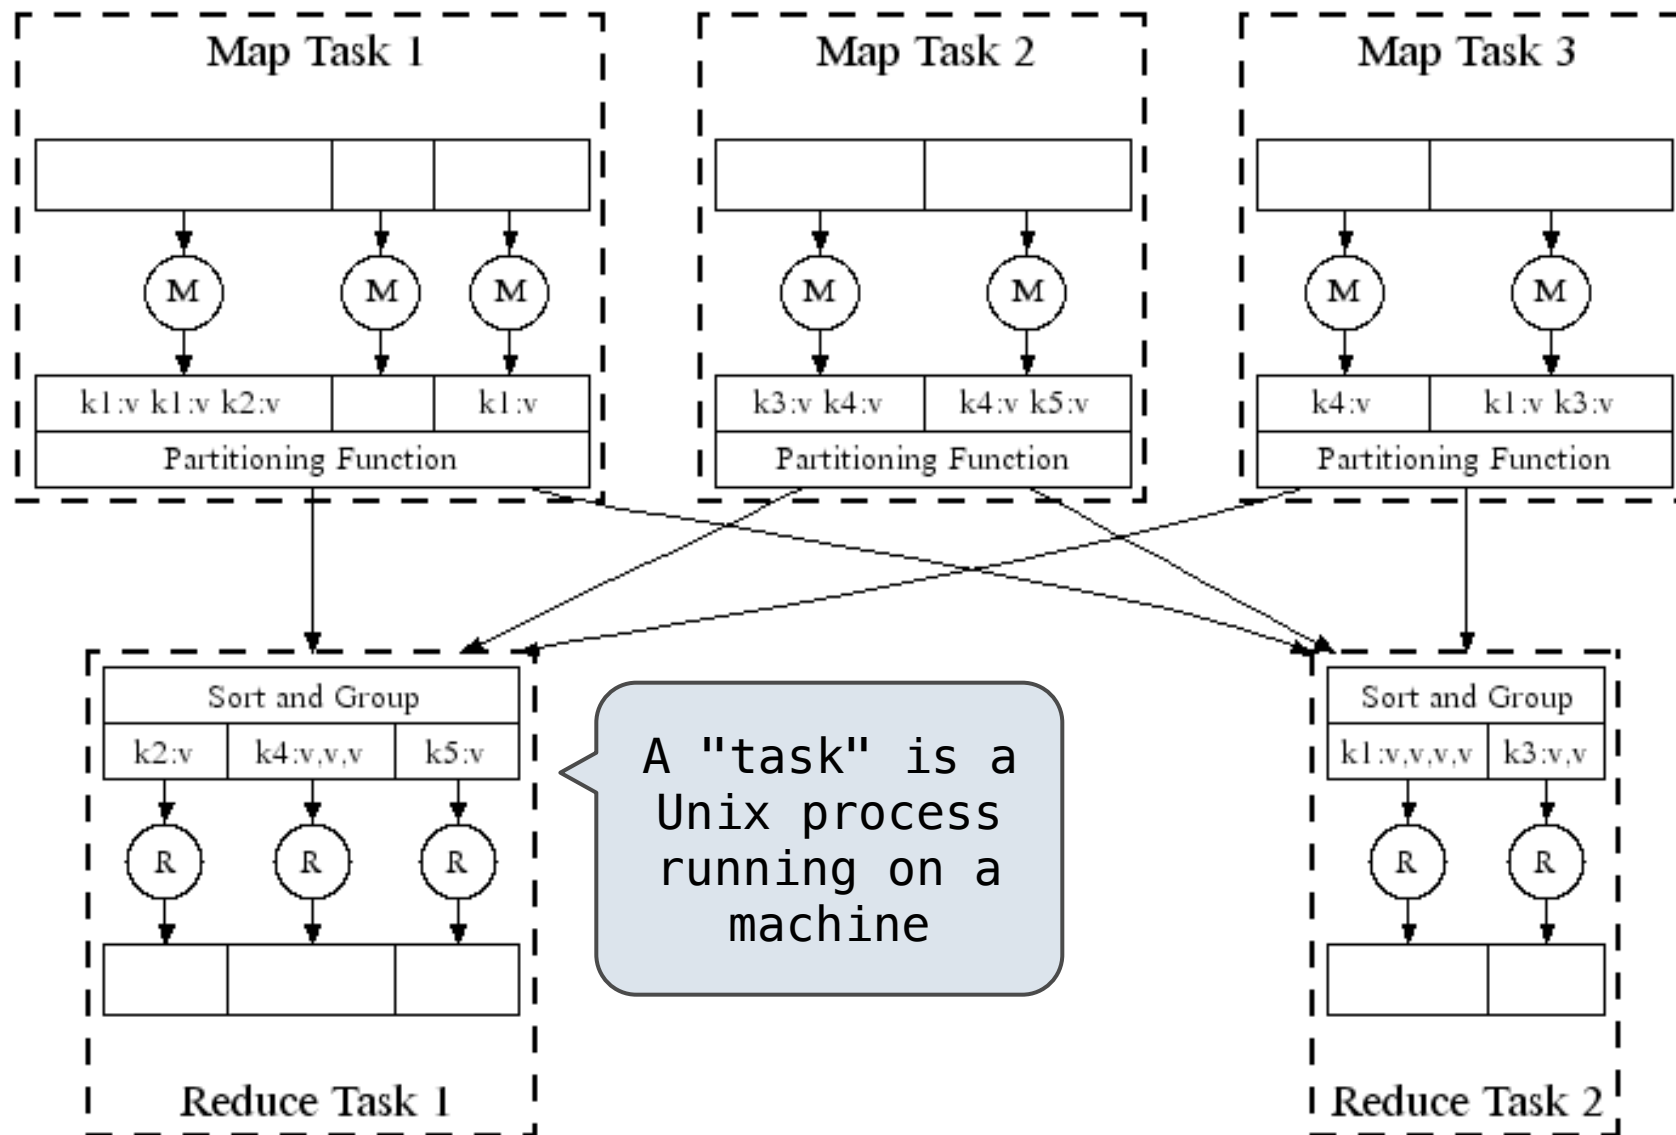 Map Task 1
Map Task 2
Map Task 3
M
M
M
M
M
M
M
k1:v k1:v k2:v
k1:v
k3:v k4:v
k4:v k5:v
k4:v
k1:v k3:v
Partitioning Function
Partitioning Function
Partitioning Function
Sort and Group
k2:v
k4:v,v,v
k5:v
R
R
R
Reduce Task 1
A "task" is a
Unix process
running on a
machine
Sort and Group
k1:v,v,v,v
k3:v,v
R
R
Reduce Task 2